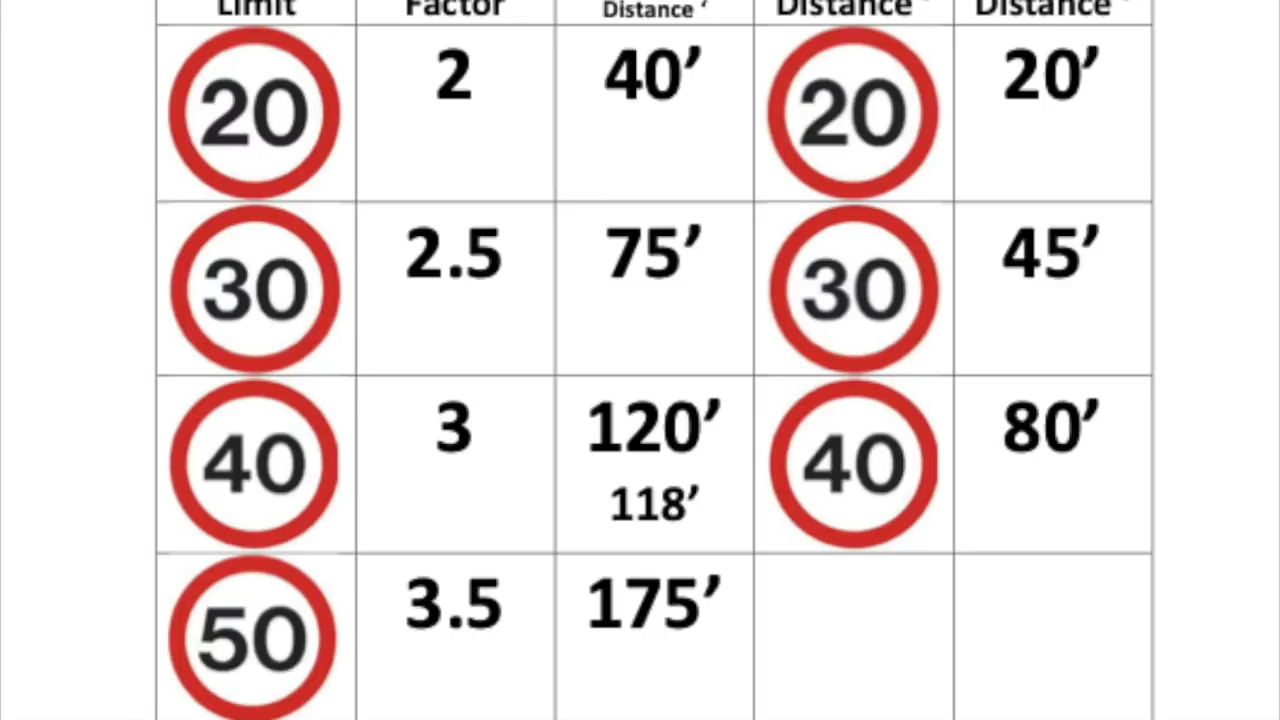 Limit Factor Distance ’ Distance ’ Distance ’
20 2 40’ 20 20’
30 2.5 75’ 30 45’
40 3 120’ 40 80’
118’
50 3.5 175’